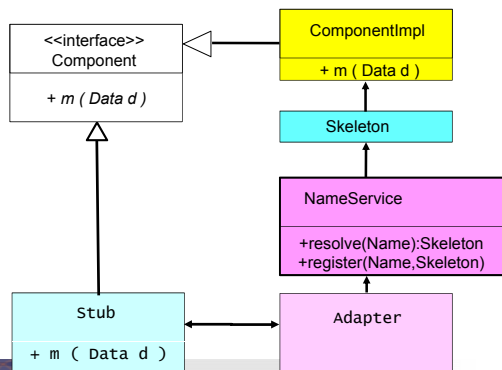 <<interface>>
Component
+ m ( Data d )
ComponentImpl
+ m ( Data d )
Skeleton
NameService
+resolve(Name):Skeleton
+register(Name,Skeleton)
Stub
+ m ( Data d )
Adapter